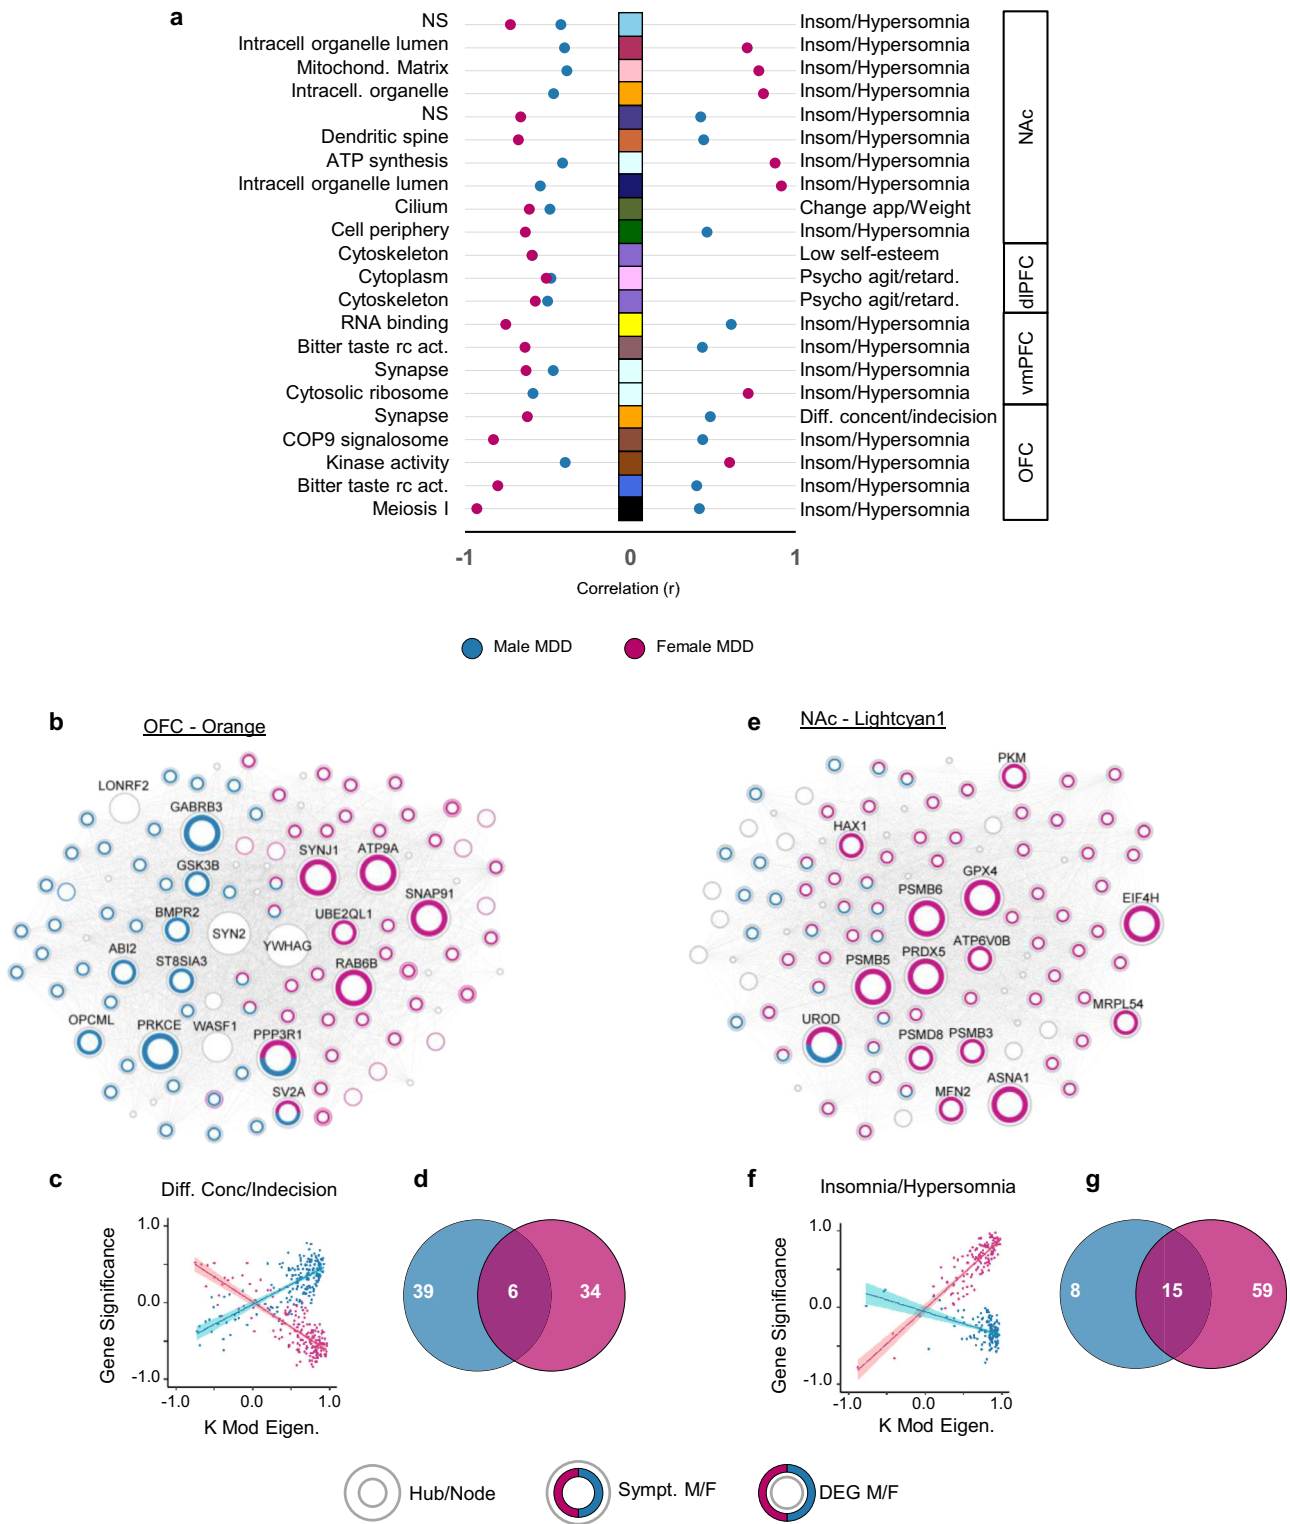 a
NS Insom/Hypersomnia
Intracell organelle lumen Insom/Hypersomnia
Mitochond. Matrix Insom/Hypersomnia
Intracell. organelle Insom/Hypersomnia
NS Insom/Hypersomnia
Dendritic spine Insom/Hypersomnia
ATP synthesis Insom/Hypersomnia
Intracell organelle lumen Insom/Hypersomnia
Cilium Change app/Weight
Cell periphery Insom/Hypersomnia
NAc
Cytoskeleton Low self-esteem
Cytoplasm Psycho agit/retard.
Cytoskeleton Psycho agit/retard.
dlPFC
RNA binding Insom/Hypersomnia
Bitter taste rc act. Insom/Hypersomnia
Synapse Insom/Hypersomnia
Cytosolic ribosome Insom/Hypersomnia
vmPFC
Synapse Diff. concent/indecision
COP9 signalosome Insom/Hypersomnia
Kinase activity Insom/Hypersomnia
Bitter taste rc act. Insom/Hypersomnia
Meiosis I Insom/Hypersomnia
OFC
-1 0 1
Correlation (r)
Male MDD Female MDD
b
OFC - Orange
LONRF2
GABRB3
SYNJ1
ATP9A
GSK3B
SNAP91
BMPR2
UBE2QL1
SYN2
YWHAG
ABI2
ST8SIA3
RAB6B
OPCML
PRKCE
WASF1
PPP3R1
SV2A
e
NAc - Lightcyan1
PKM
HAX1
GPX4
PSMB6
EIF4H
ATP6V0B
PRDX5
PSMB5
MRPL54
UROD
PSMD8
PSMB3
ASNA1
MFN2
c
Diff. Conc/Indecision
Gene Significance
1.0
0.0
-1.0
-1.0 0.0 1.0
K Mod Eigen.
d
39 6 34
f
Insomnia/Hypersomnia
Gene Significance
1.0
0.0
-1.0
-1.0 0.0 1.0
K Mod Eigen.
g
8 15 59
Hub/Node Sympt. M/F DEG M/F